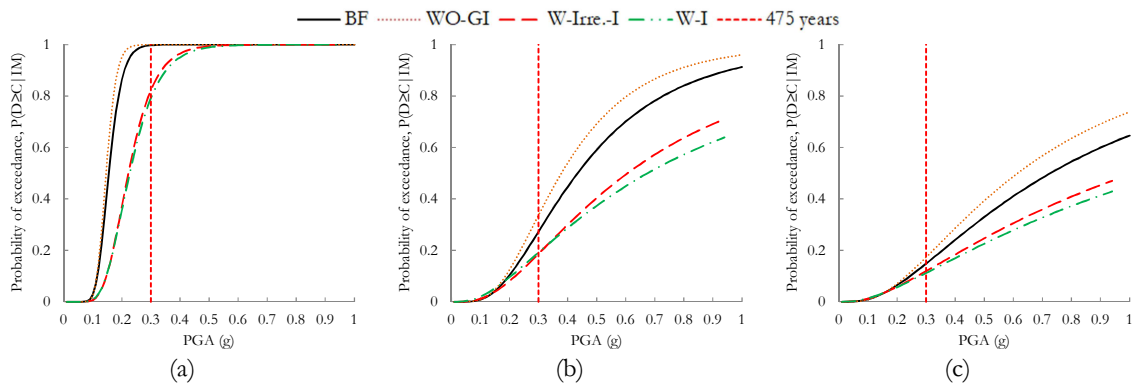 BF WO-GI W-Irre.-I W-I 475 years
Probability of exceedance, P(D≥C | IM)
1
0.8
0.6
0.4
0.2
0
0 0.1 0.2 0.3 0.4 0.5 0.6 0.7 0.8 0.9 1
PGA (g)
(a)
Probability of exceedance, P(D≥C | IM)
1
0.8
0.6
0.4
0.2
0
0 0.1 0.2 0.3 0.4 0.5 0.6 0.7 0.8 0.9 1
PGA (g)
(b)
Probability of exceedance, P(D≥C | IM)
1
0.8
0.6
0.4
0.2
0
0 0.1 0.2 0.3 0.4 0.5 0.6 0.7 0.8 0.9 1
PGA (g)
(c)